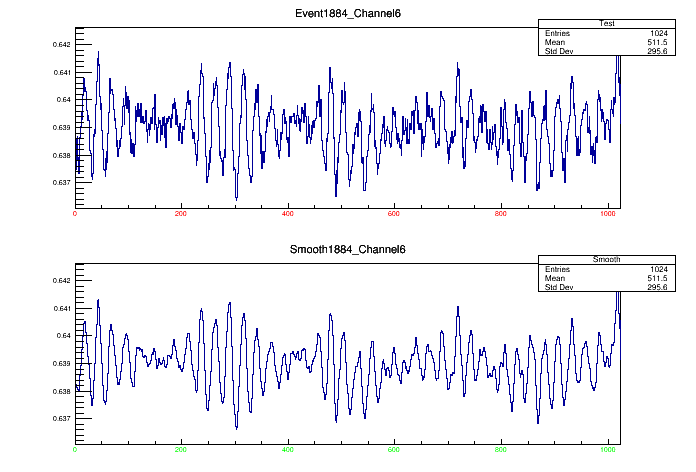 Event1884_Channel6
Test
Entries 1024
Mean 511.5
Std Dev 295.6
0.642
0.641
0.64
0.639
0.638
0.637
0 200 400 600 800 1000
Smooth1884_Channel6
Smooth
Entries 1024
Mean 511.5
Std Dev 295.6
0.642
0.641
0.64
0.639
0.638
0.637
0 200 400 600 800 1000